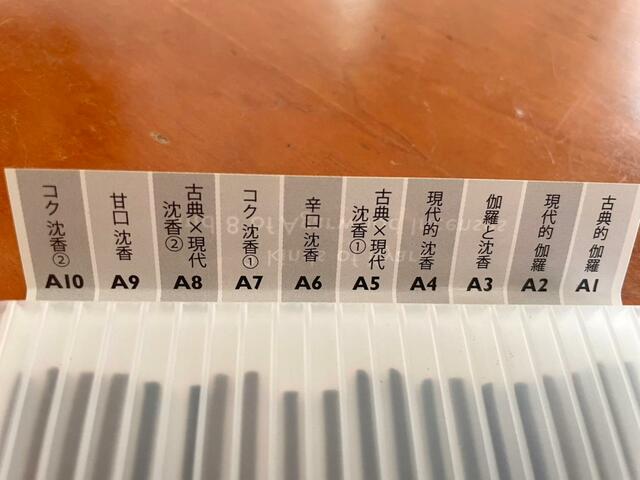 古典的 伽羅
A1
現代的 伽羅
A2
伽羅と沈香
A3
現代的 沈香
A4
古典×現代
沈香①
A5
辛口 沈香
A6
コク 沈香①
A7
古典×現代
沈香②
A8
甘口 沈香
A9
コク 沈香②
A10